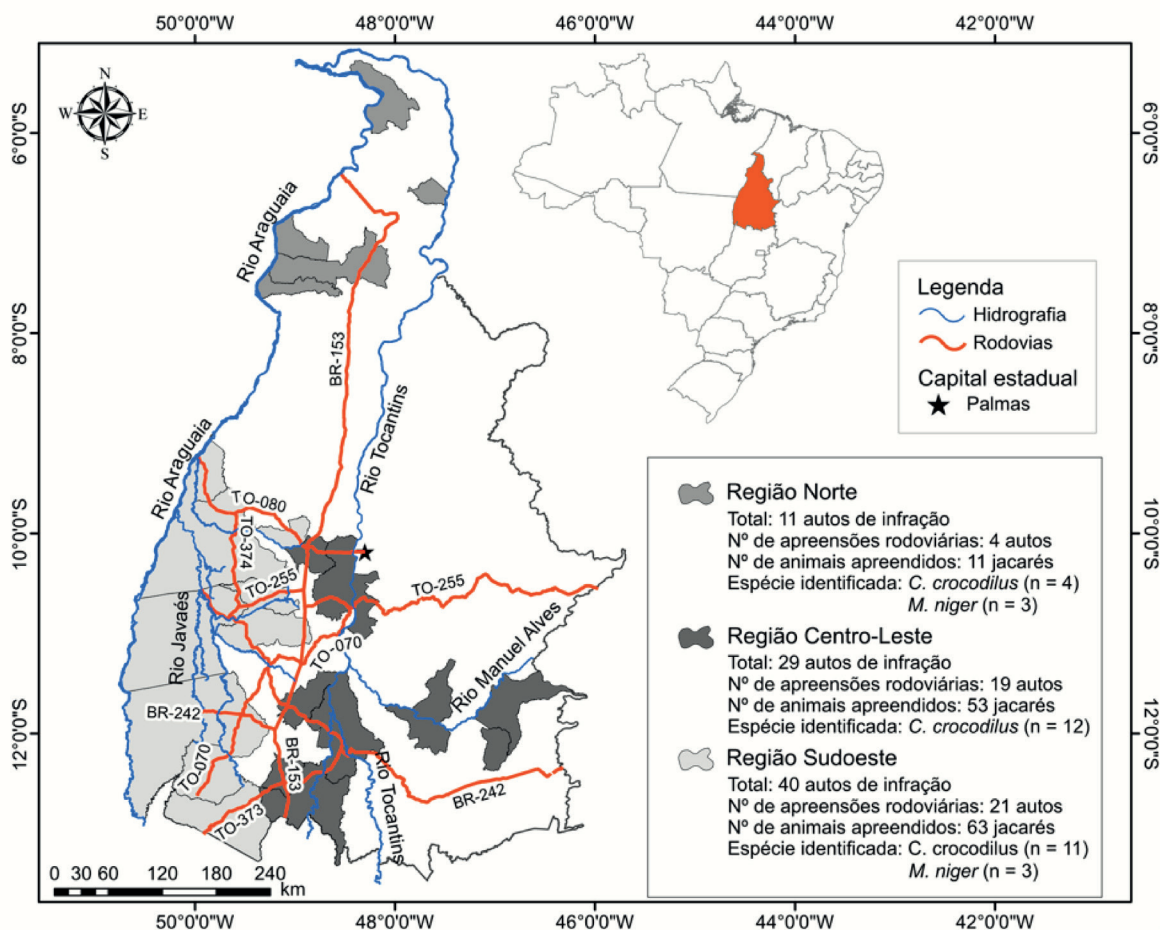 50°0'0"W 48°0'0"W 46°0'0"W 44°0'0"W 42°0'0"W
N
W E
S
6°0'0"S
8°0'0"S
10°0'0"S
12°0'0"S
6°0'0"S
8°0'0"S
10°0'0"S
12°0'0"S
Rio Araguaia
BR-153
Rio Tocantins
Rio Araguaia
TO-080
TO-374
TO-255
TO-255
Rio Javaés
TO-070
Rio Manuel Alves
BR-242
BR-153
TO-070
TO-373
Rio Tocantins
BR-242
Legenda
Hidrografia
Rodovias
Capital estadual
Palmas
Região Norte
Total: 11 autos de infração
Nº de apreensões rodoviárias: 4 autos
Nº de animais apreendidos: 11 jacarés
Espécie identificada: C. crocodilus (n = 4)
M. niger (n = 3)
Região Centro-Leste
Total: 29 autos de infração
Nº de apreensões rodoviárias: 19 autos
Nº de animais apreendidos: 53 jacarés
Espécie identificada: C. crocodilus (n = 12)
Região Sudoeste
Total: 40 autos de infração
Nº de apreensões rodoviárias: 21 autos
Nº de animais apreendidos: 63 jacarés
Espécie identificada: C. crocodilus (n = 11)
M. niger (n = 3)
0 30 60 120 180 240
km
50°0'0"W 48°0'0"W 46°0'0"W 44°0'0"W 42°0'0"W